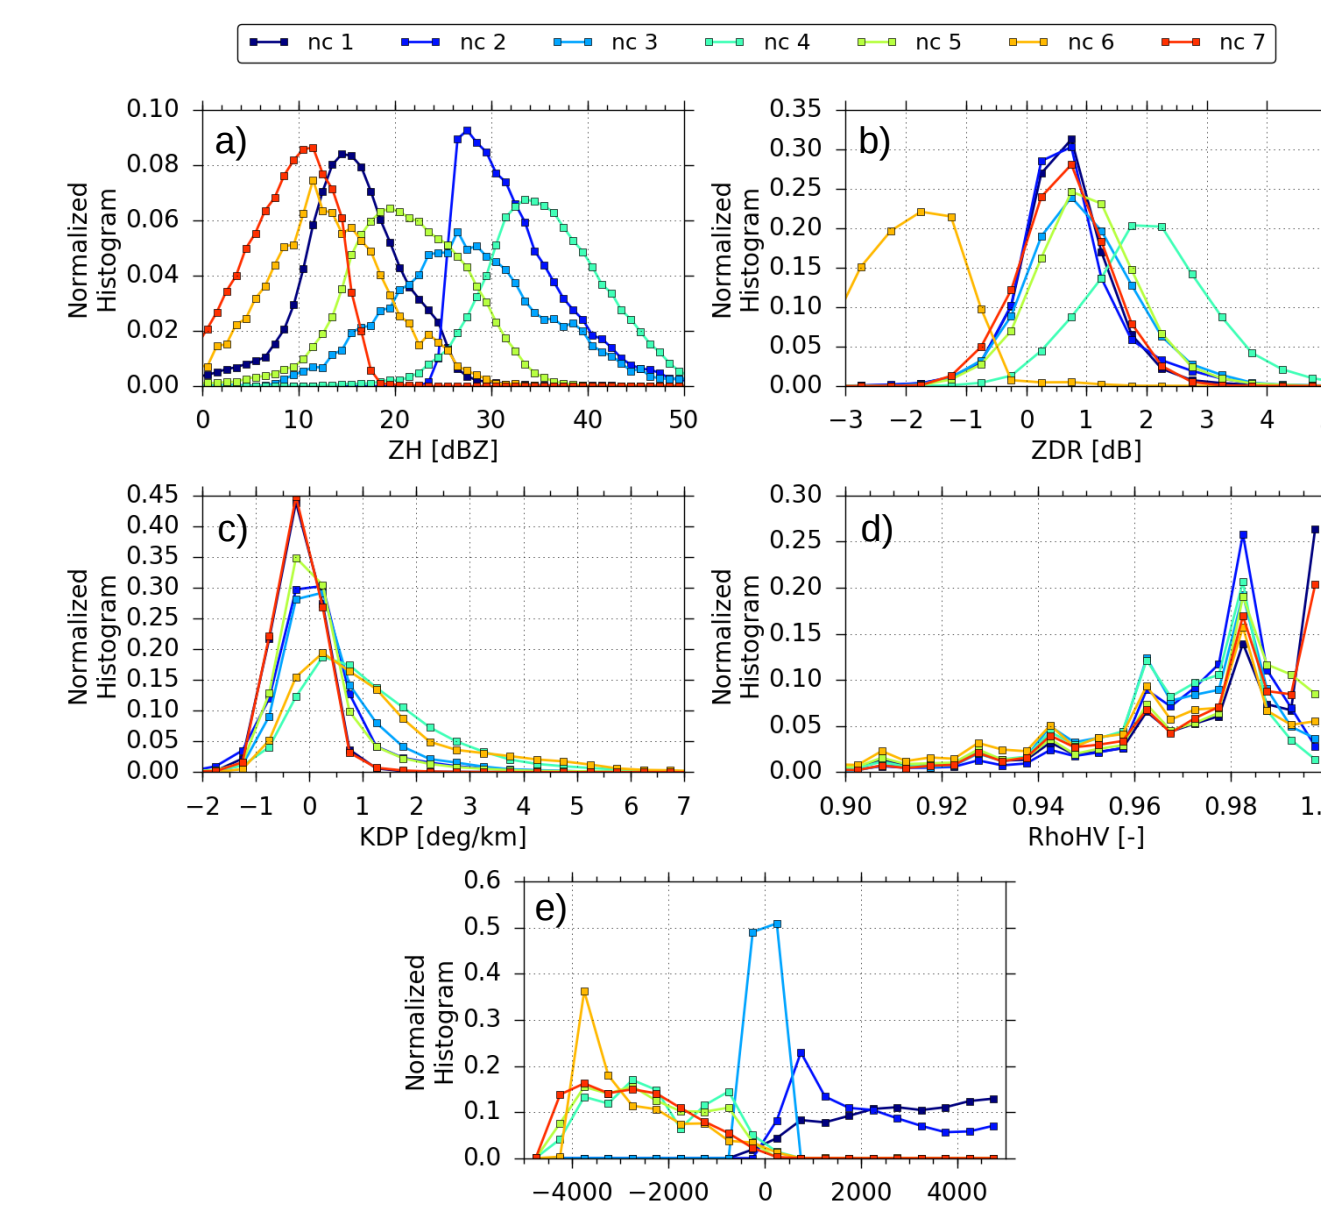 nc 1 nc 2 nc 3 nc 4 nc 5 nc 6 nc 7
a)
Normalized
Histogram
0.10
0.08
0.06
0.04
0.02
0.00
0 10 20 30 40 50
ZH [dBZ]
b)
Normalized
Histogram
0.35
0.30
0.25
0.20
0.15
0.10
0.05
0.00
−3 −2 −1 0 1 2 3 4
ZDR [dB]
c)
Normalized
Histogram
0.45
0.40
0.35
0.30
0.25
0.20
0.15
0.10
0.05
0.00
−2 −1 0 1 2 3 4 5 6 7
KDP [deg/km]
d)
Normalized
Histogram
0.30
0.25
0.20
0.15
0.10
0.05
0.00
0.90 0.92 0.94 0.96 0.98 1.
RhoHV [-]
e)
Normalized
Histogram
0.6
0.5
0.4
0.3
0.2
0.1
0.0
−4000 −2000 0 2000 4000